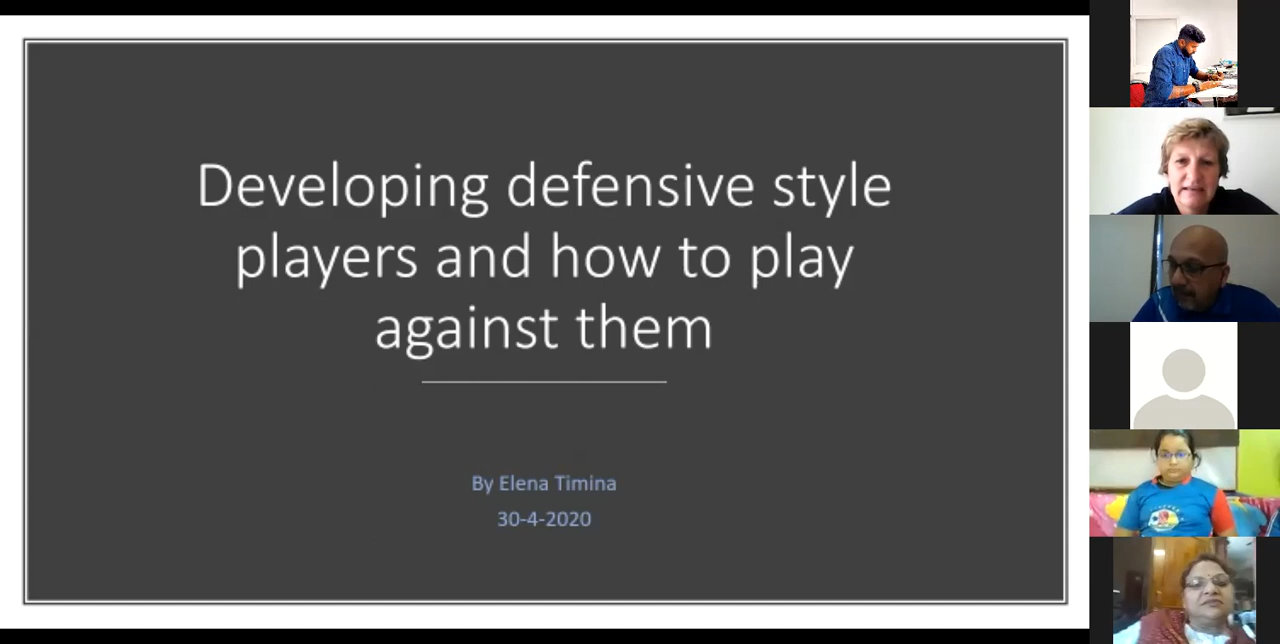 Developing defensive style
players and how to play
against them
By Elena Timina
30-4-2020